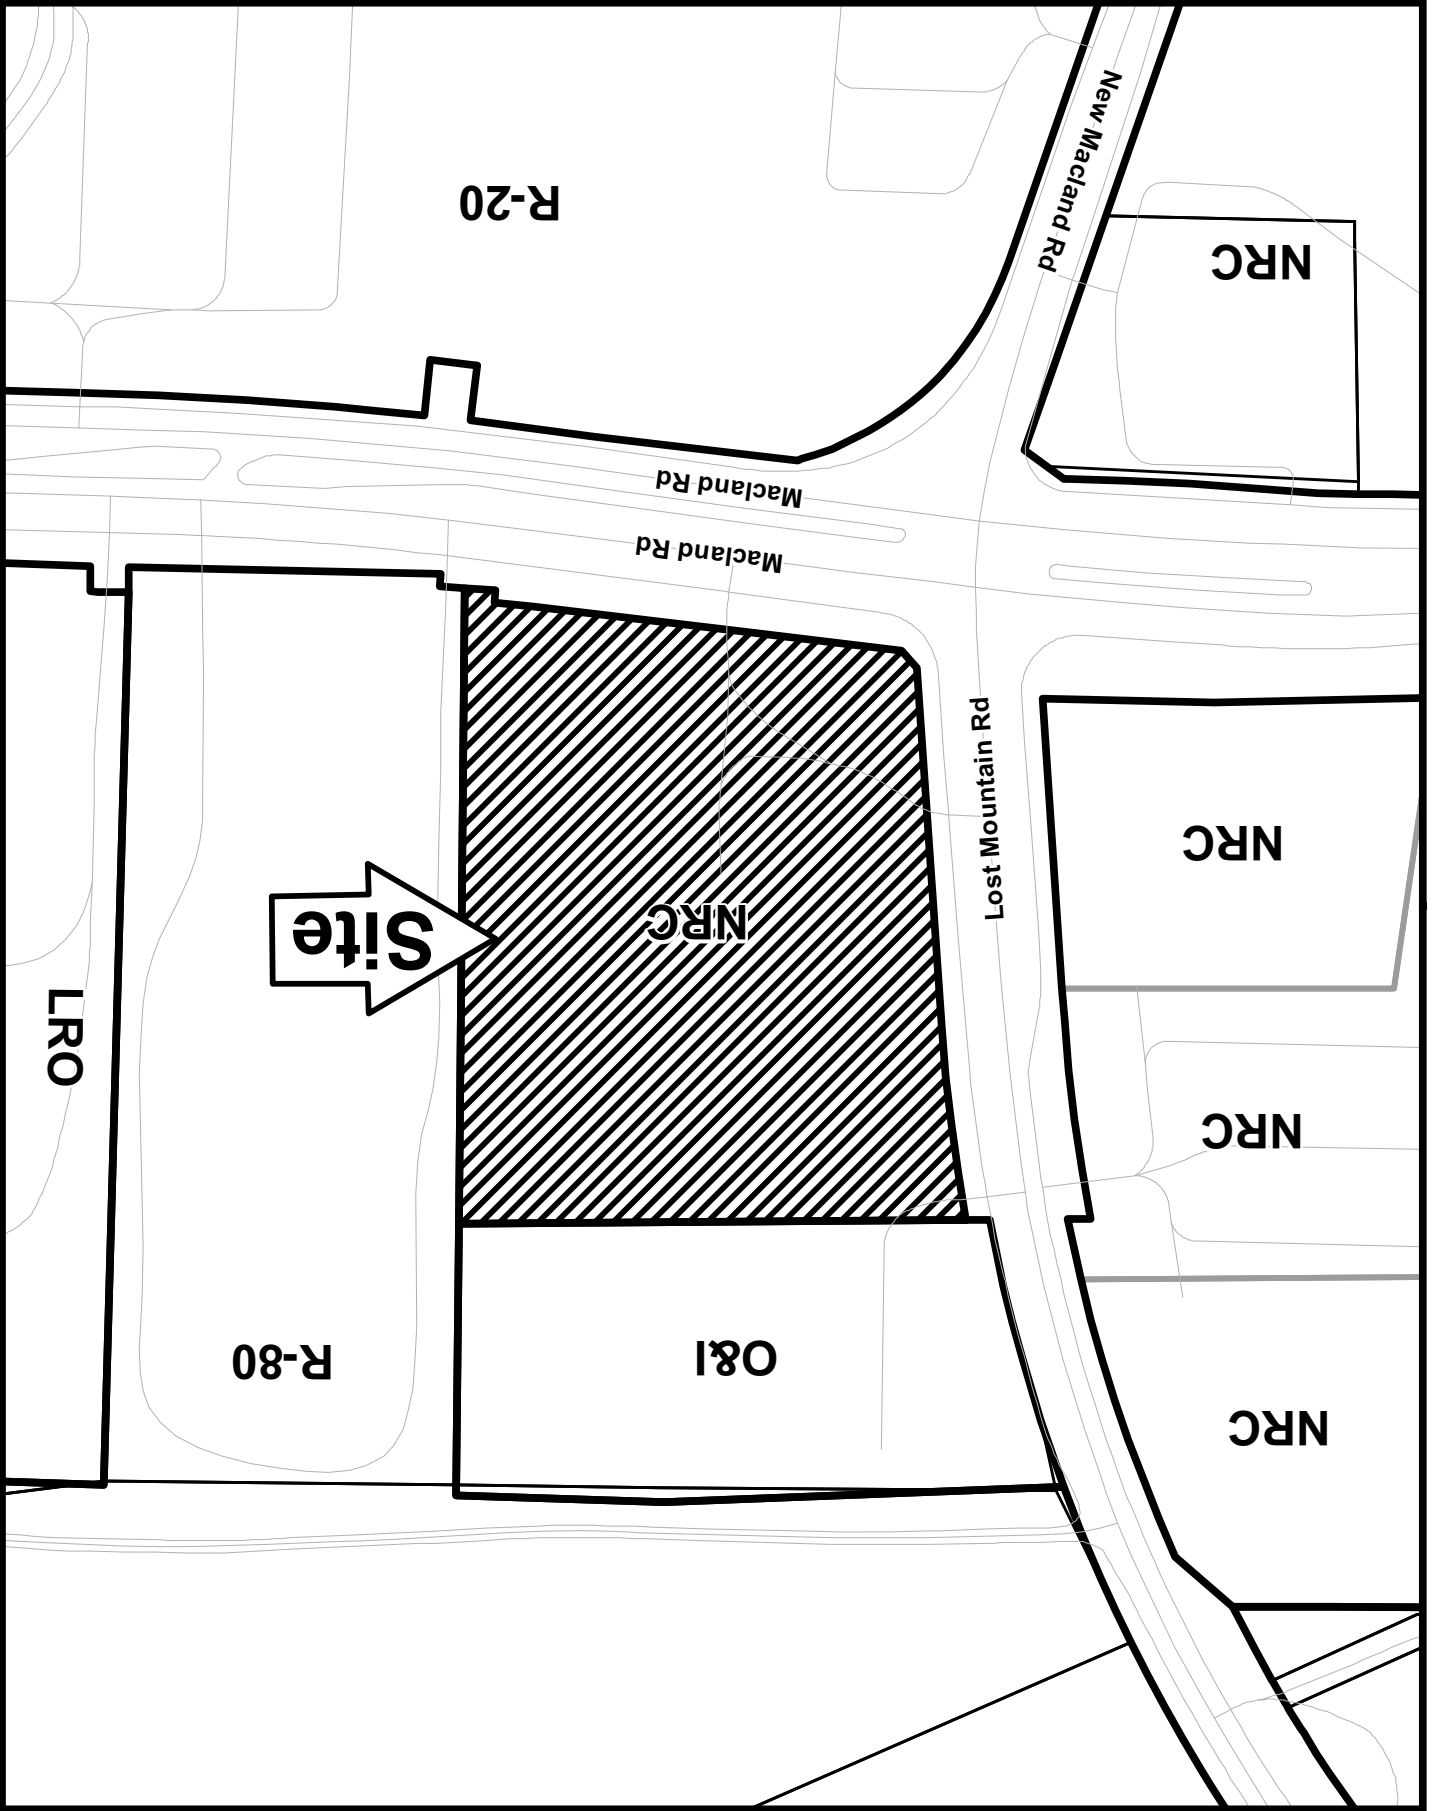 NRC
O&I
R-80
NRC
LRO
Site
NRC
NRC
Lost Mountain Rd
Macland Rd
Macland Rd
NRC
R-20
New Macland Rd